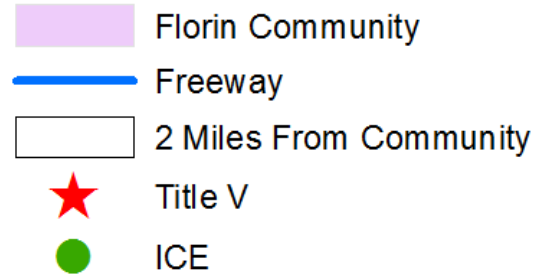 Florin Community
Freeway
2 Miles From Community
Title V
ICE